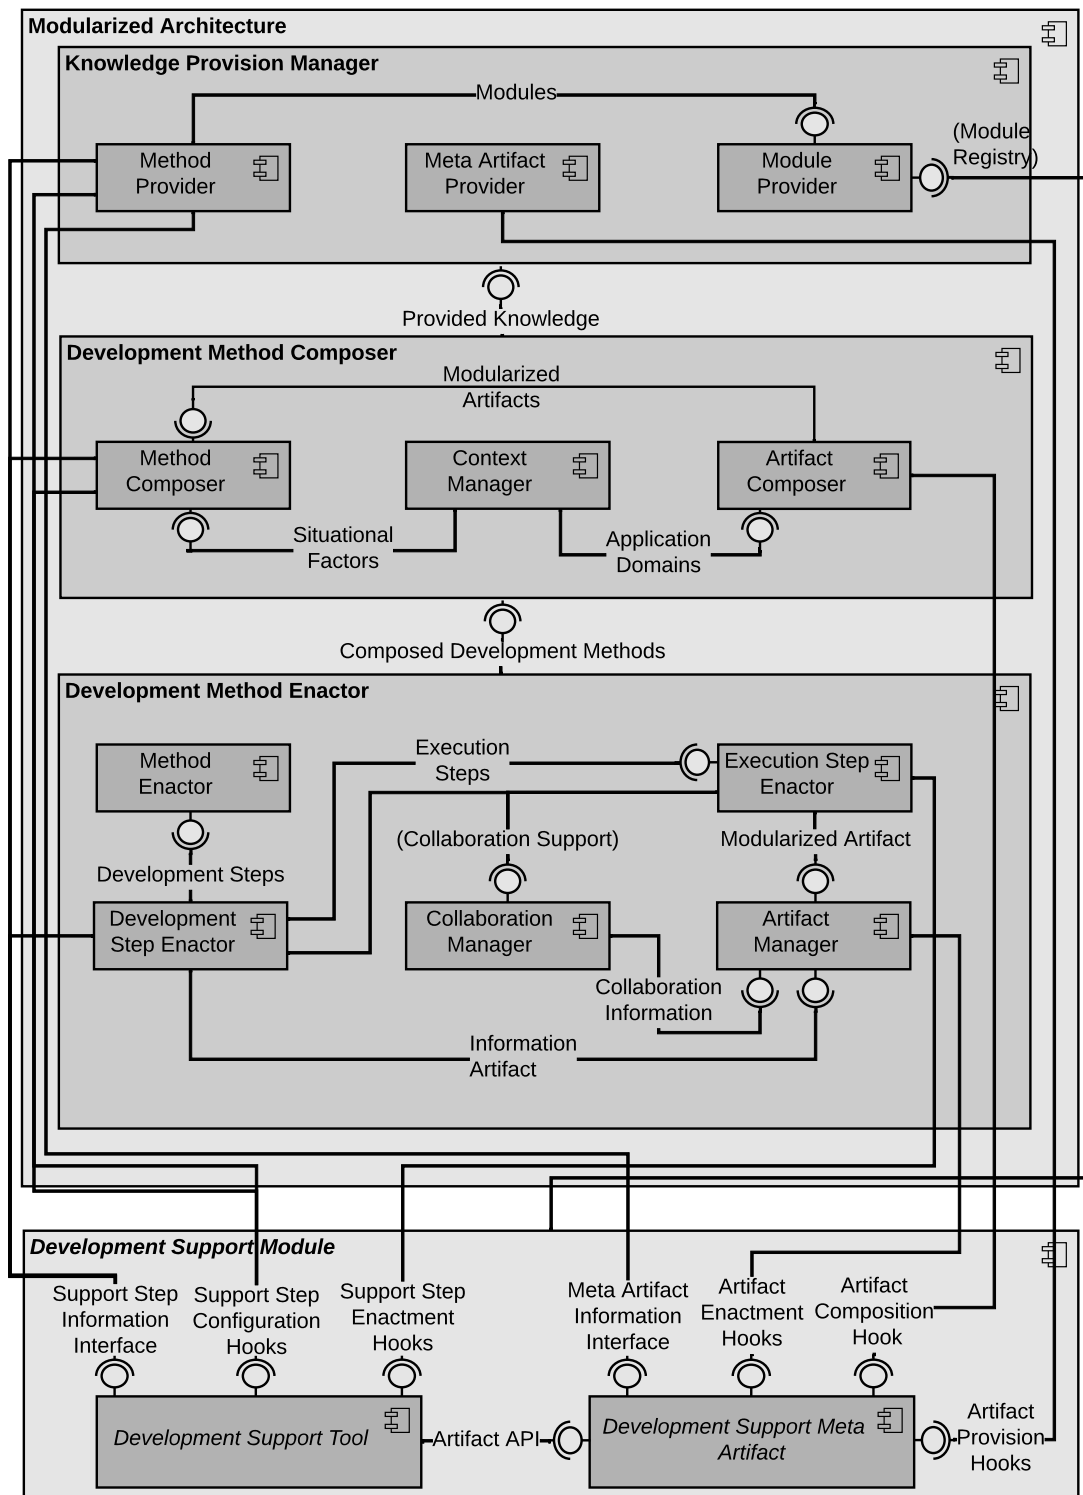 Modularized Architecture
Knowledge Provision Manager
Modules
(Module
Registry)
Method
Provider
Meta Artifact
Provider
Module
Provider
Provided Knowledge
Development Method Composer
Modularized
Artifacts
Method
Composer
Context
Manager
Artifact
Composer
Situational
Factors
Application
Domains
Composed Development Methods
Development Method Enactor
Execution
Steps
Method
Enactor
Execution Step
Enactor
(Collaboration Support)
Modularized Artifact
Development Steps
Development
Step Enactor
Collaboration
Manager
Artifact
Manager
Collaboration
Information
Information
Artifact
Development Support Module
Support Step
Information
Interface
Support Step
Configuration
Hooks
Support Step
Enactment
Hooks
Meta Artifact
Information
Interface
Artifact
Enactment
Hooks
Artifact
Composition
Hook
Development Support Tool
Artifact API
Development Support Meta
Artifact
Artifact
Provision
Hooks